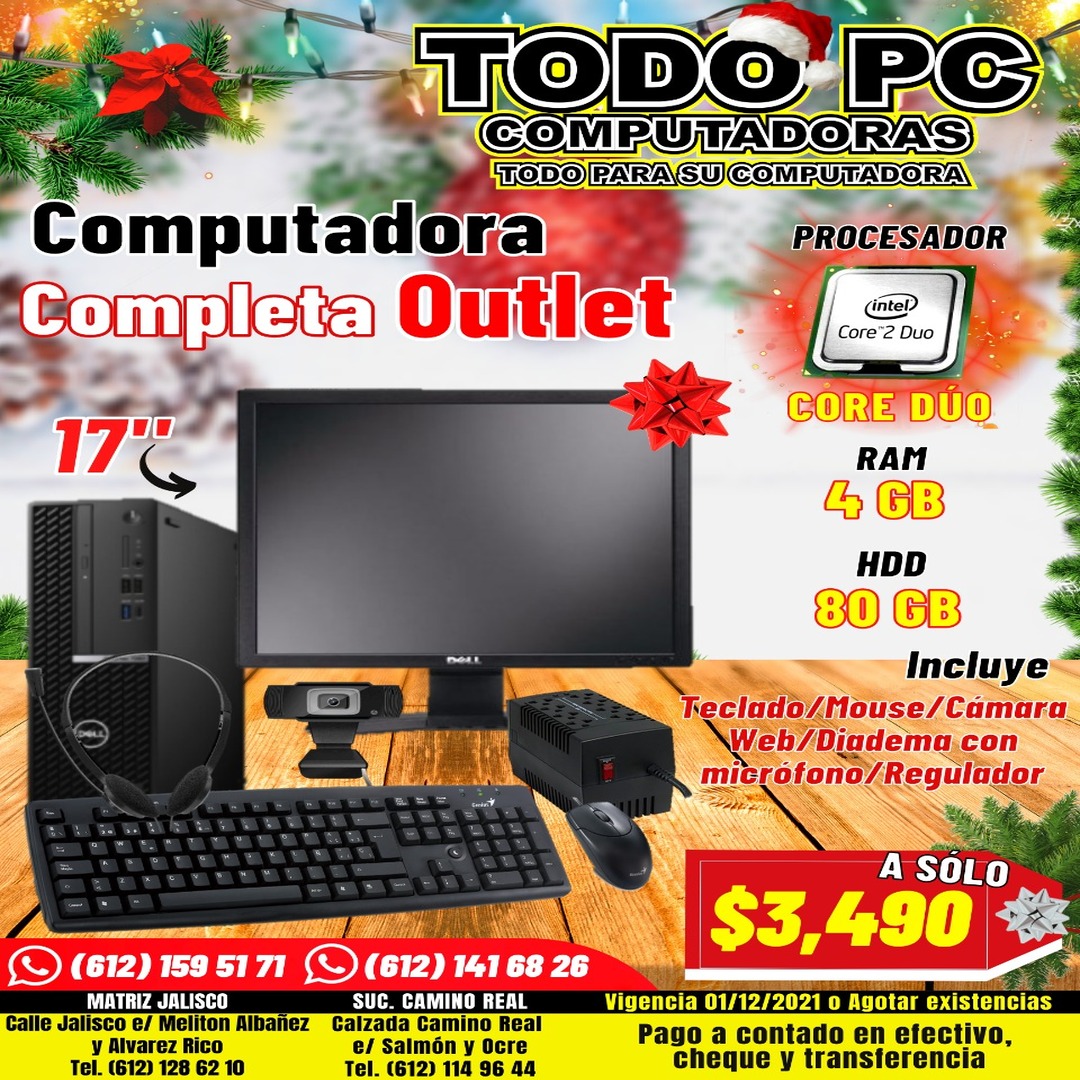 TODO PC
COMPUTADORAS
TODO PARA SU COMPUTADORA
Computadora
Completa Outlet
17''
PROCESADOR
intel
Core™2 Duo
CORE DÚO
RAM
4 GB
HDD
80 GB
Incluye
Teclado/Mouse/Cámara
Web/Diadema con
micrófono/Regulador
DELL
DELL
Genius
A SÓLO
$3,490
(612) 159 51 71
(612) 141 68 26
MATRIZ JALISCO
Calle Jalisco e/ Meliton Albañez
y Alvarez Rico
Tel. (612) 128 62 10
SUC. CAMINO REAL
Calzada Camino Real
e/ Salmón y Ocre
Tel. (612) 114 96 44
Vigencia 01/12/2021 o Agotar existencias
Pago a contado en efectivo,
cheque y transferencia